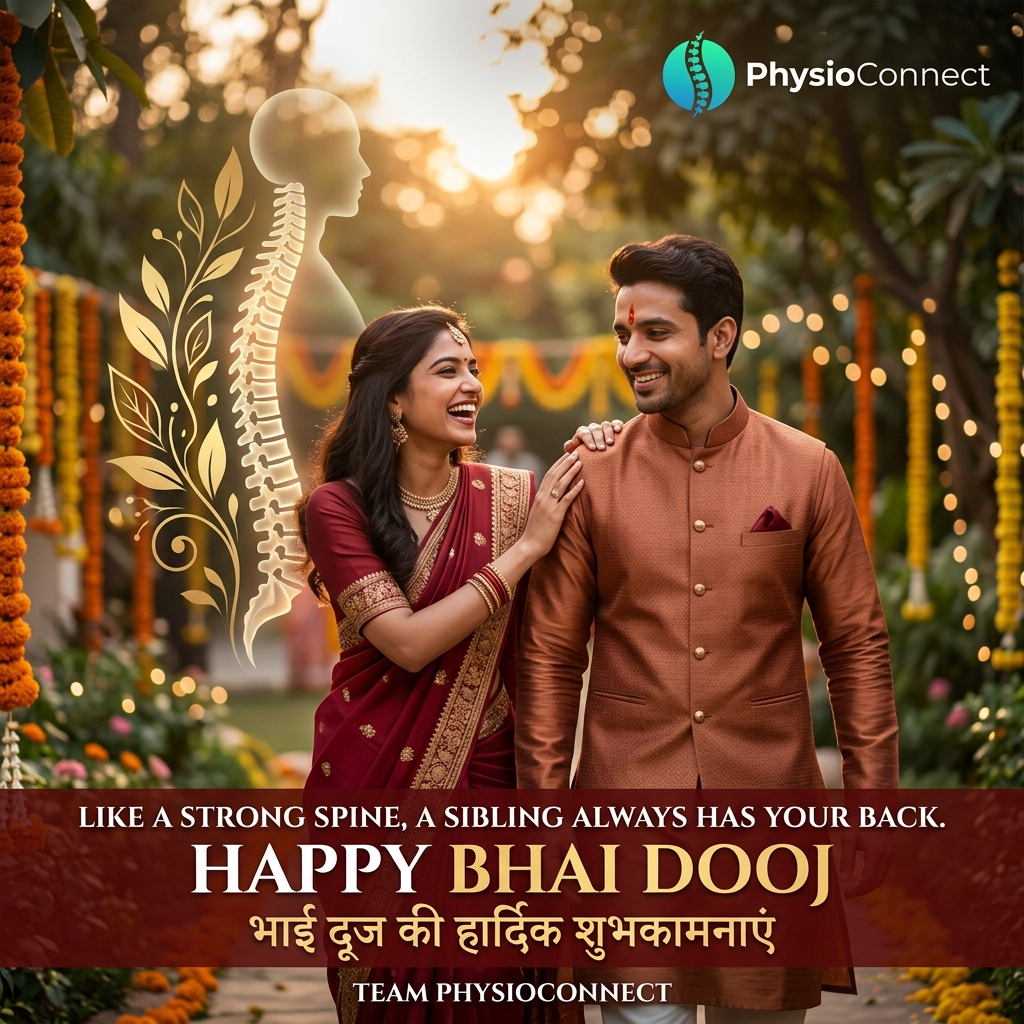 PhysioConnect
LIKE A STRONG SPINE, A SIBLING ALWAYS HAS YOUR BACK.
HAPPY BHAI DOOJ
भाई दूज की हार्दिक शुभकामनाएं
TEAM PHYSIOCONNECT